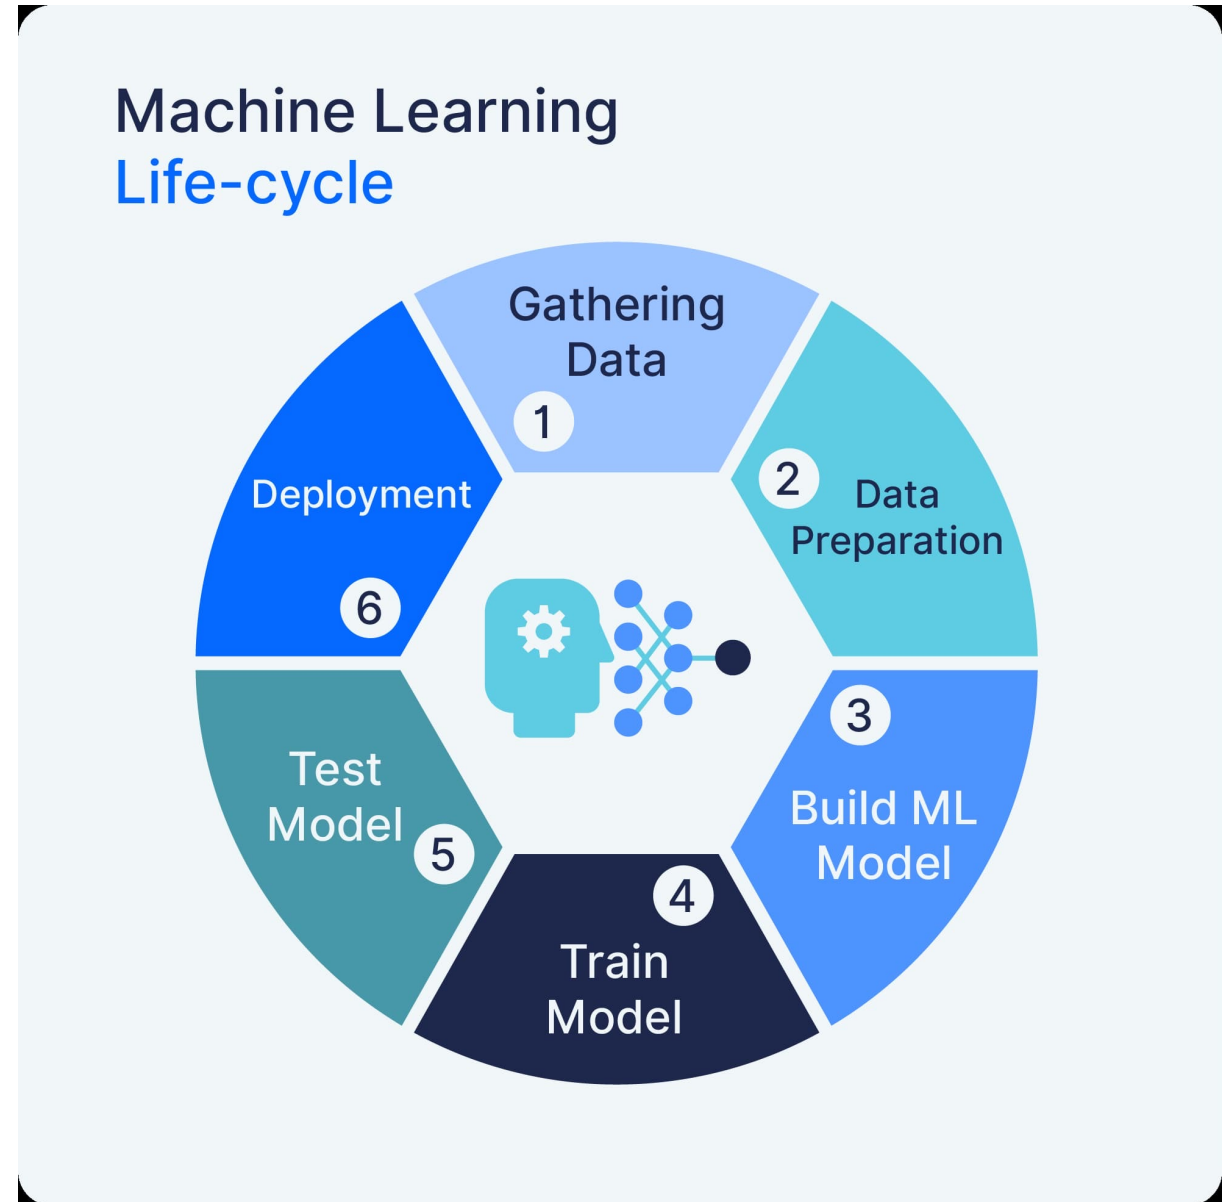 Machine Learning
Life-cycle
Gathering
Data
1
2
Data
Preparation
3
Build ML
Model
4
Train
Model
5
Test
Model
6
Deployment